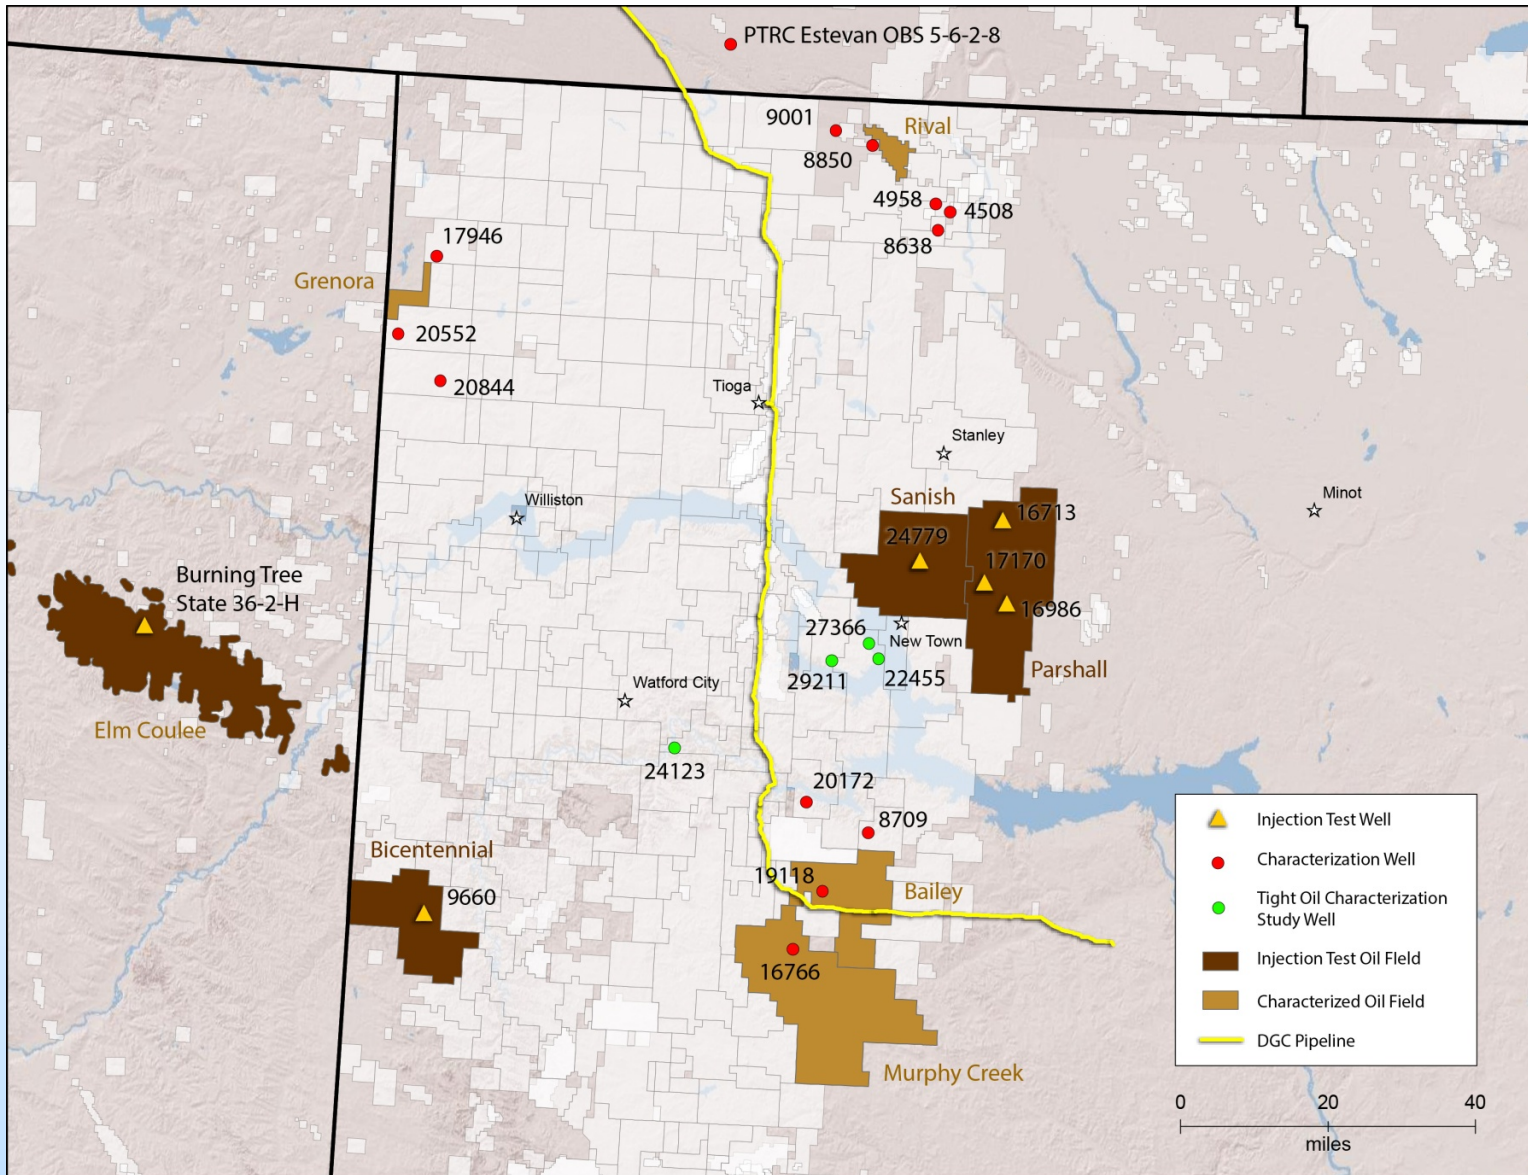 PTRC Estevan OBS 5-6-2-8
9001
Rival
8850
4958
4508
8638
17946
Grenora
20552
20844
Tioga
Stanley
Williston
Sanish
Minot
16713
24779
17170
16986
Burning Tree
State 36-2-H
27366
New Town
29211
22455
Parshall
Watford City
Elm Coulee
24123
20172
8709
Bicentennial
19118
Bailey
9660
16766
Murphy Creek
Injection Test Well
Characterization Well
Tight Oil Characterization
Study Well
Injection Test Oil FIeld
Characterized Oil Field
DGC Pipeline
0 20 40
miles